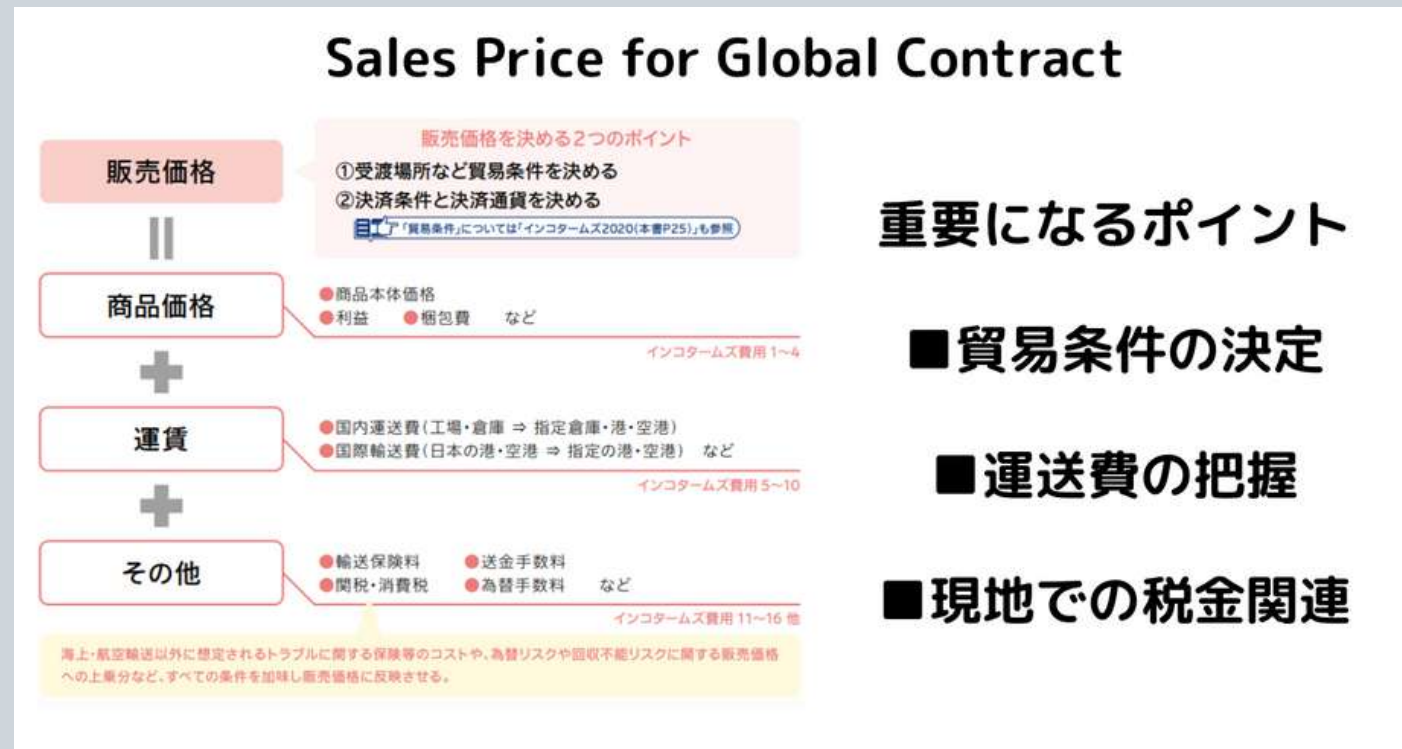 Sales Price for Global Contract
販売価格
販売価格を決める2つのポイント
①受渡場所など貿易条件を決める
②決済条件と決済通貨を決める
「貿易条件」については「インコタームズ2020(本書P25)」も参照
商品価格
●商品本体価格
●利益 ●梱包費 など
インコタームズ費用 1〜4
運賃
●国内運送費(工場・倉庫 ⇒ 指定倉庫・港・空港)
●国際輸送費(日本の港・空港 ⇒ 指定の港・空港) など
インコタームズ費用 5〜10
その他
●輸送保険料 ●送金手数料
●関税・消費税 ●為替手数料 など
インコタームズ費用 11〜16 他
海上・航空輸送以外に想定されるトラブルに関する保険等のコストや、為替リスクや回収不能リスクに関する販売価格
への上乗分など、すべての条件を加味し販売価格に反映させる。
重要になるポイント
■貿易条件の決定
■運送費の把握
■現地での税金関連